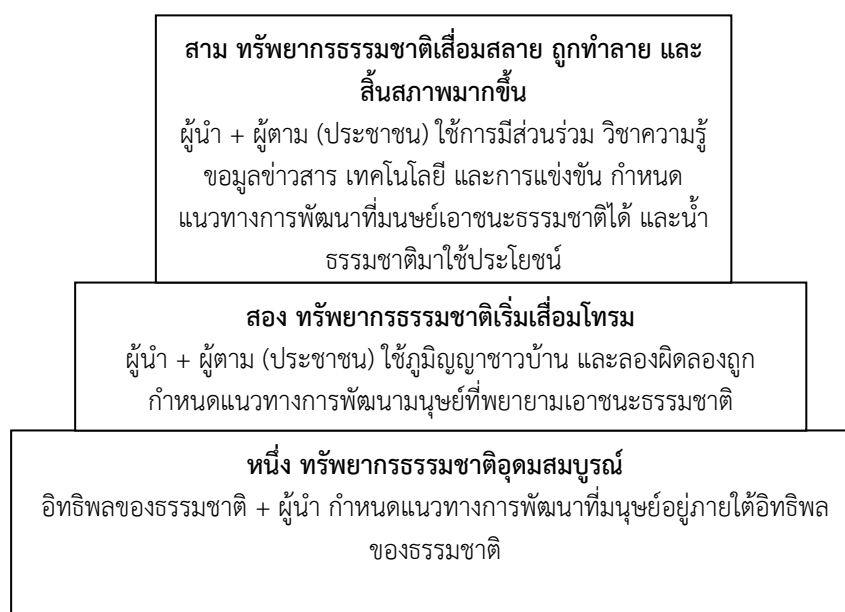 สาม ทรัพยากรธรรมชาติเสื่อมสลาย ถูกทำลาย และ
สิ้นสภาพมากขึ้น
ผู้นำ + ผู้ตาม (ประชาชน) ใช้การมีส่วนร่วม วิชาความรู้
ขอมูลข่าวสาร เทคโนโลยี และการแข่งขัน กำหนด
แนวทางการพัฒนาที่มนษย์เอาชนะธรรมชาติได้ และน้ำ
ธรรมชาติมาใช้ประโยชน์
สอง ทรัพยากรธรรมชาติเริ่มเสื่อมโทรม
ผู้นำ + ผู้ตาม (ประชาชน) ใช้ภูมิญญาชาวบ้าน และลองผิดลองถูก
กำหนดแนวทางการพัฒนามนุษย์ที่พยายามเอาชนะธรรมชาติ
หนึ่ง ทรัพยากรธรรมชาติอุดมสมบูรณ์
อิทธิพลของธรรมชาติ + ผู้นำ กำหนดแนวทางการพัฒนาที่มนุษย์อยู่ภายใต้อิทธิพล
ของธรรมชาติ